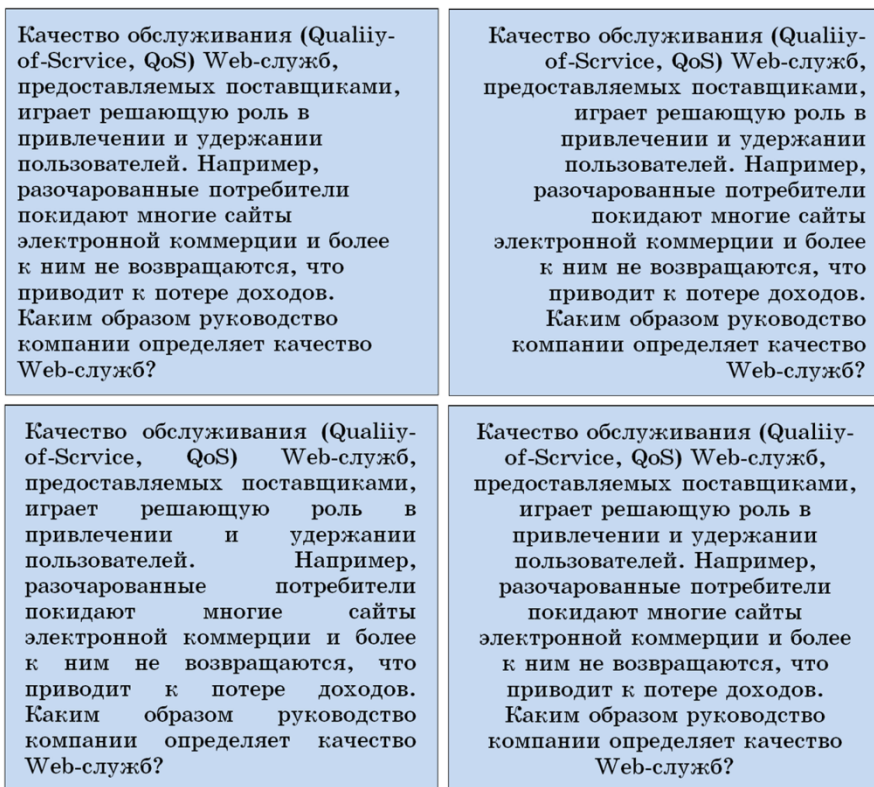 Качество обслуживания (Qualiiy-
of-Scrvice, QoS) Web-служб,
предоставляемых поставщиками,
играет решающую роль в
привлечении и удержании
пользователей. Например,
разочарованные потребители
покидают многие сайты
электронной коммерции и более
к ним не возвращаются, что
приводит к потере доходов.
Каким образом руководство
компании определяет качество
Web-служб?
Качество обслуживания (Qualiiy-
of-Scrvice, QoS) Web-служб,
предоставляемых поставщиками,
играет решающую роль в
привлечении и удержании
пользователей. Например,
разочарованные потребители
покидают многие сайты
электронной коммерции и более
к ним не возвращаются, что
приводит к потере доходов.
Каким образом руководство
компании определяет качество
Web-служб?
Качество обслуживания (Qualiiy-
of-Scrvice, QoS) Web-служб,
предоставляемых поставщиками,
играет решающую роль в
привлечении и удержании
пользователей. Например,
разочарованные потребители
покидают многие сайты
электронной коммерции и более
к ним не возвращаются, что
приводит к потере доходов.
Каким образом руководство
компании определяет качество
Web-служб?
Качество обслуживания (Qualiiy-
of-Scrvice, QoS) Web-служб,
предоставляемых поставщиками,
играет решающую роль в
привлечении и удержании
пользователей. Например,
разочарованные потребители
покидают многие сайты
электронной коммерции и более
к ним не возвращаются, что
приводит к потере доходов.
Каким образом руководство
компании определяет качество
Web-служб?